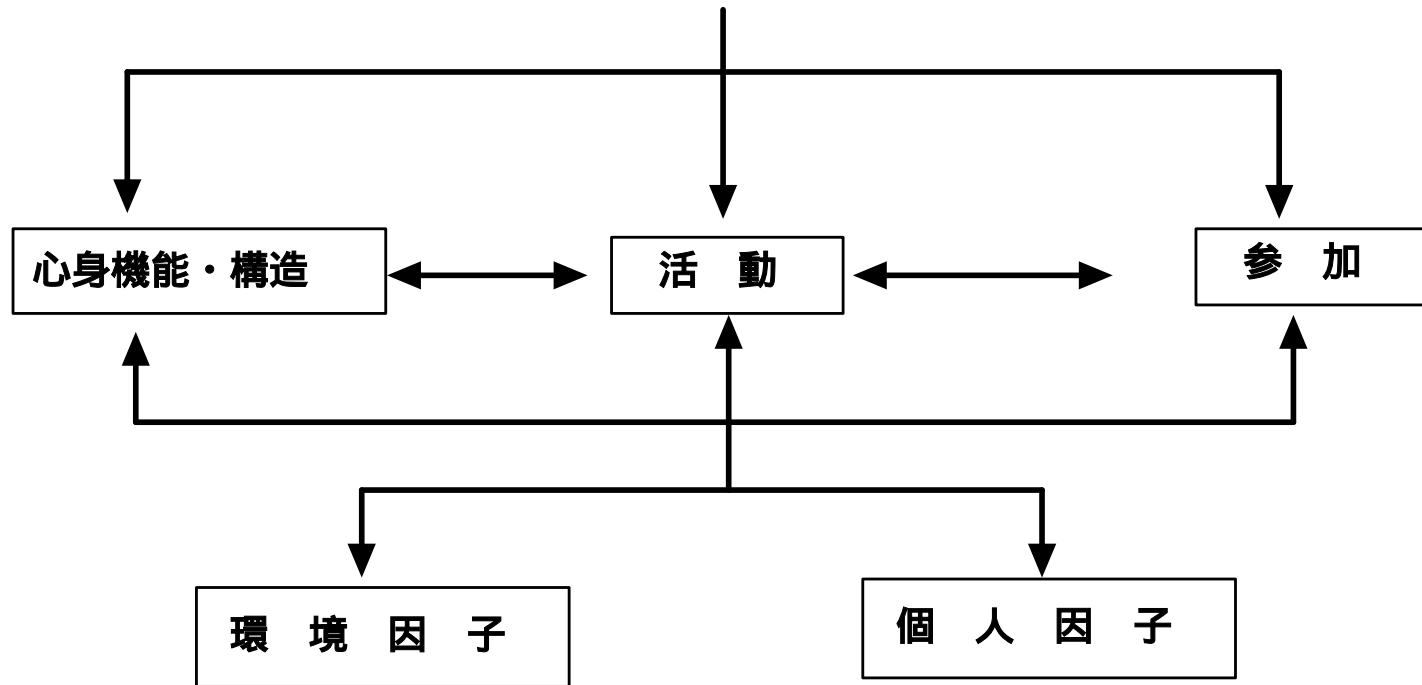 心身機能・構造
活　動
参　加
環　境　因　子
個　人　因　子